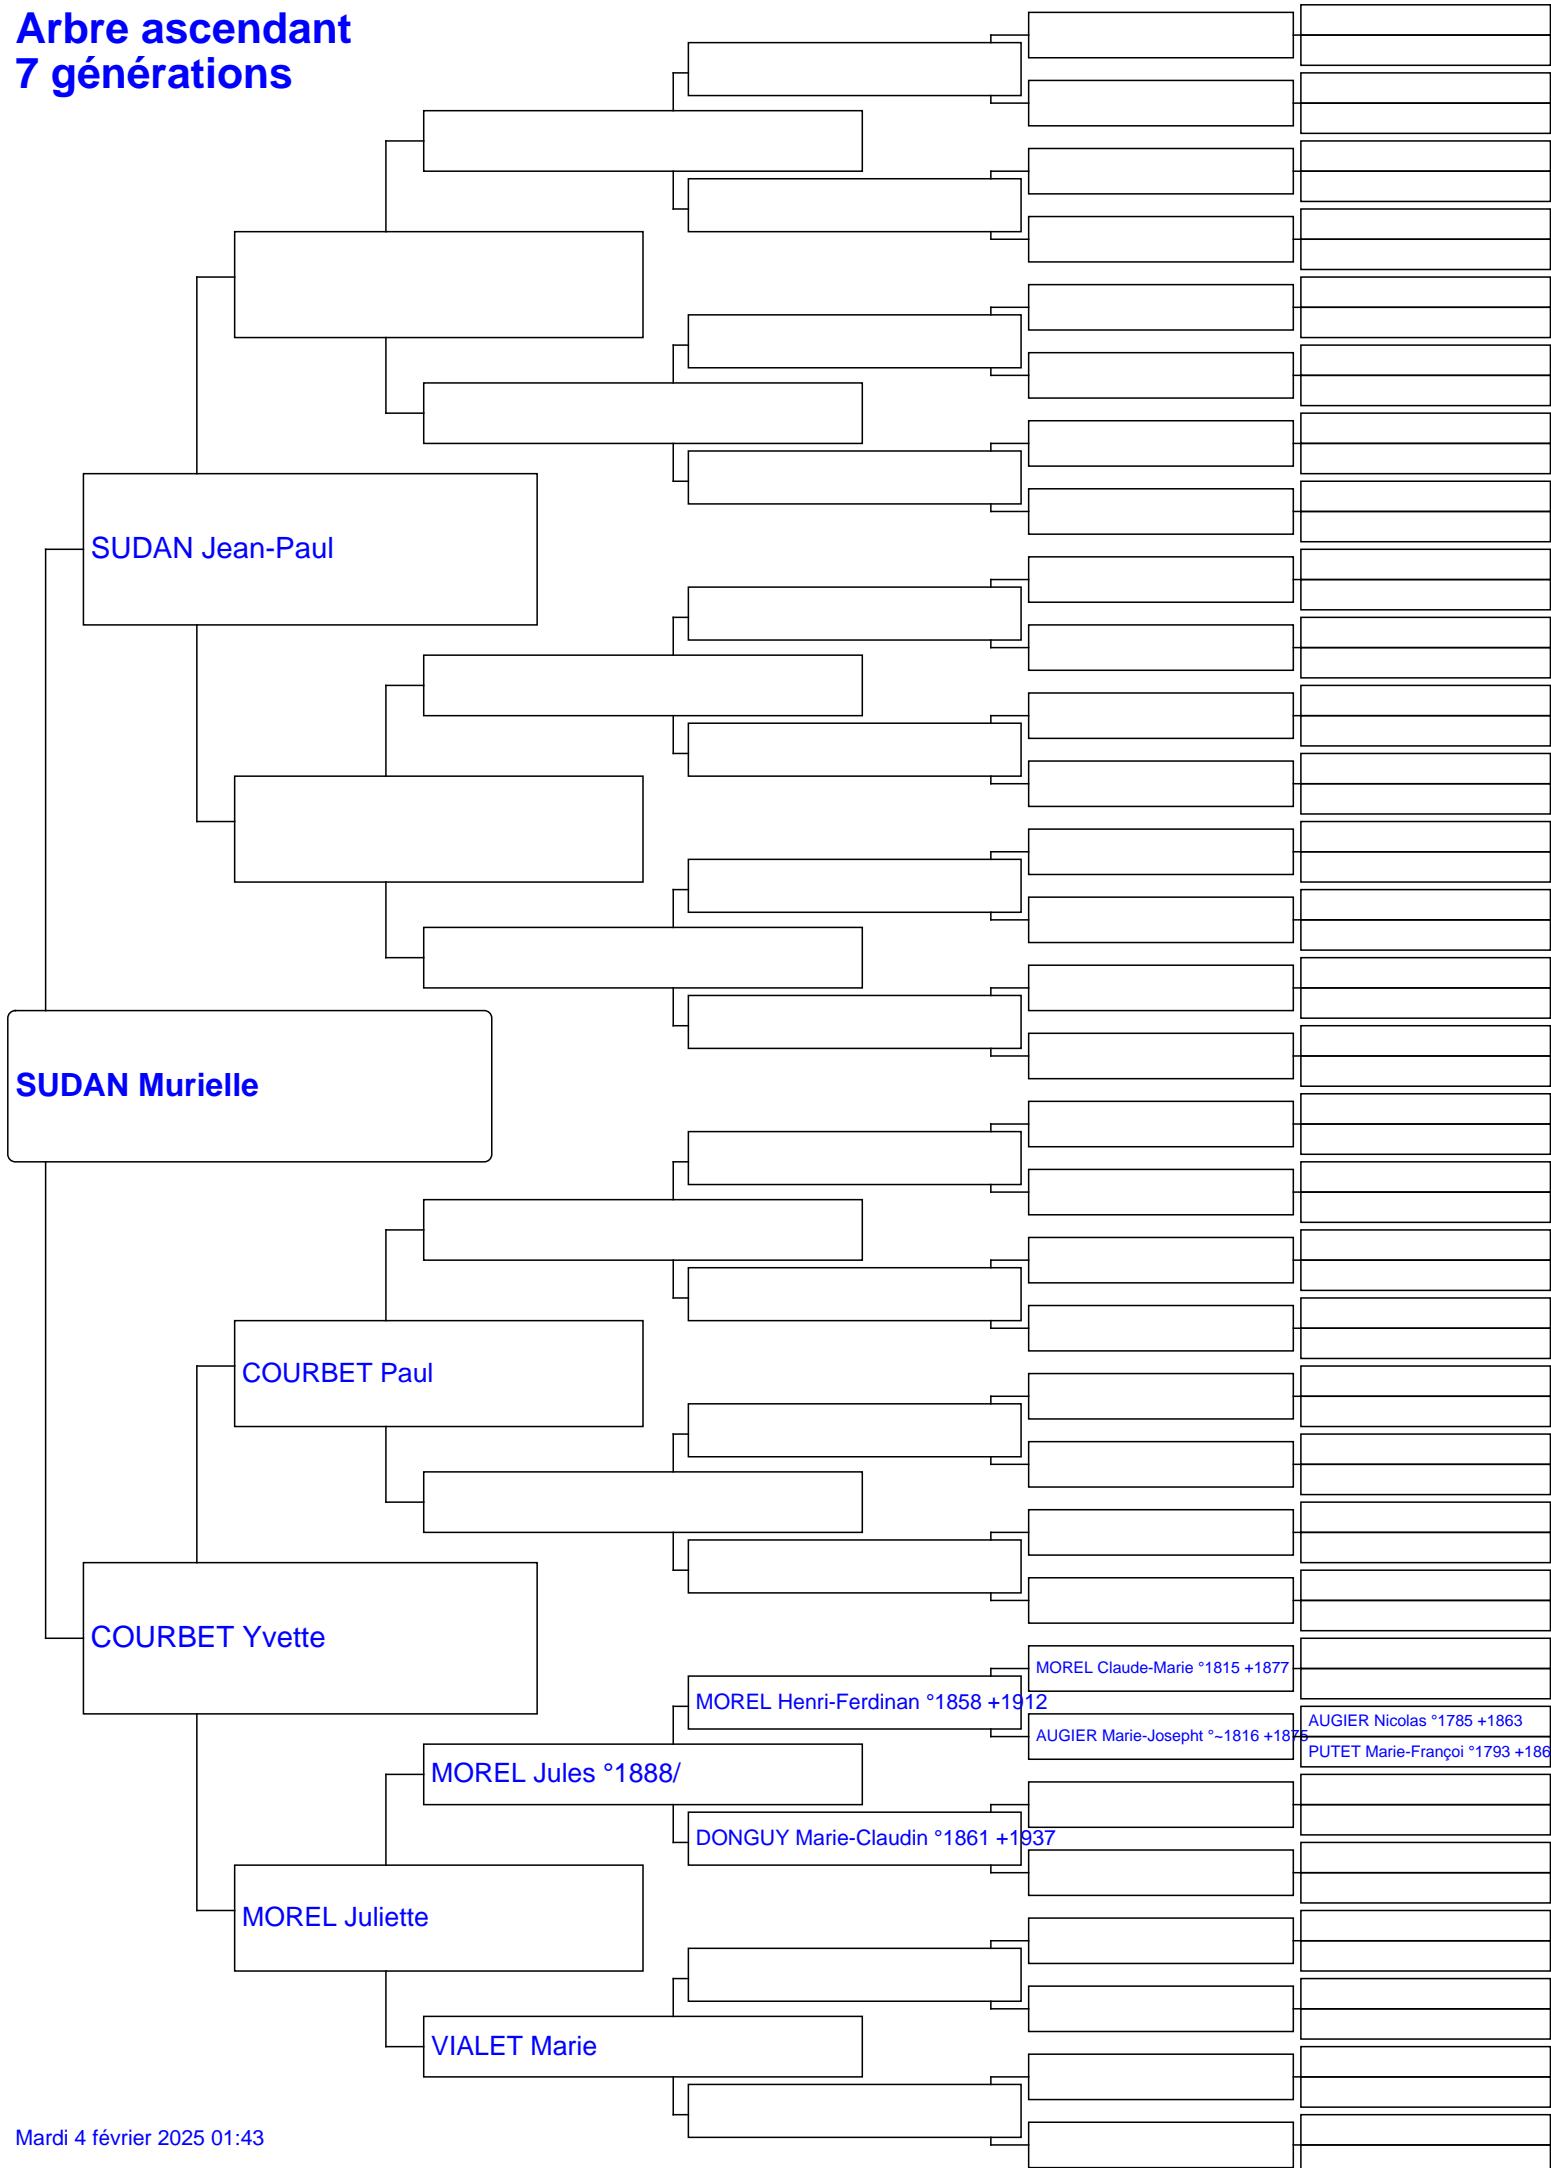 Arbre ascendant
7 générations
SUDAN Jean-Paul
SUDAN Murielle
COURBET Paul
COURBET Yvette
MOREL Claude-Marie °1815 +1877
MOREL Henri-Ferdinan °1858 +1912
AUGIER Nicolas °1785 +1863
AUGIER Marie-Josepht °~1816 +1875
PUTET Marie-Françoi °1793 +186
MOREL Jules °1888/
DONGUY Marie-Claudin °1861 +1937
MOREL Juliette
VIALET Marie
Mardi 4 février 2025 01:43